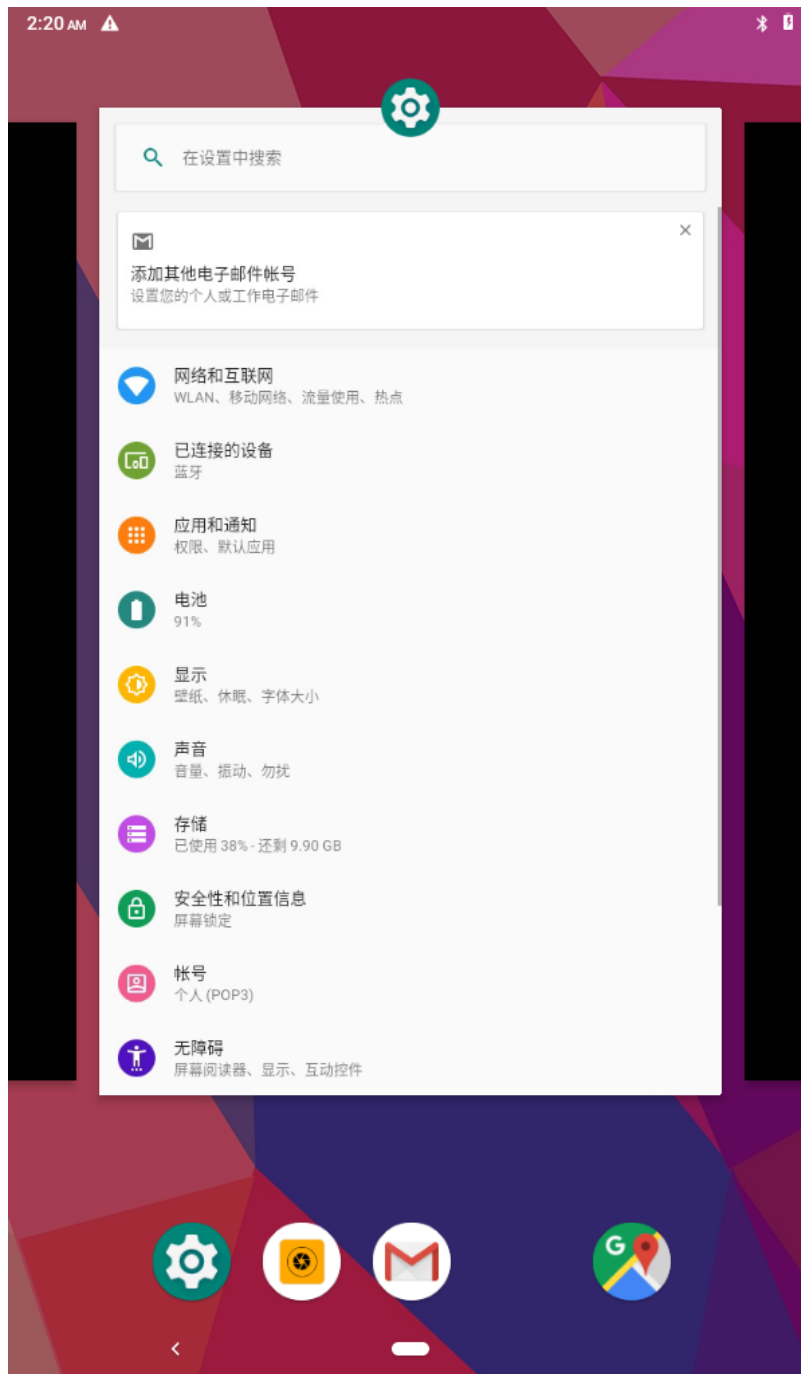 2:20 AM
在设置中搜索
添加其他电子邮件帐号
设置您的个人或工作电子邮件
网络和互联网
WLAN、移动网络、流量使用、热点
已连接的设备
蓝牙
应用和通知
权限、默认应用
电池
91%
显示
壁纸、休眠、字体大小
声音
音量、振动、勿扰
存储
已使用 38% - 还剩 9.90 GB
安全性和位置信息
屏幕锁定
帐号
个人 (POP3)
无障碍
屏幕阅读器、显示、互动控件
G